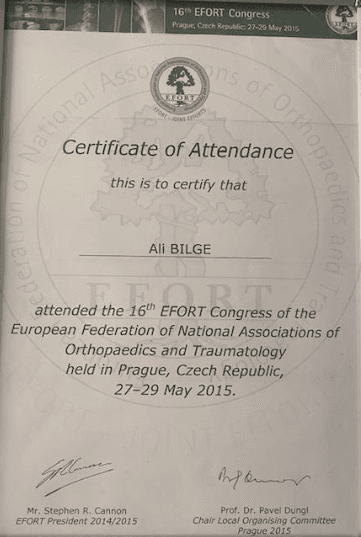 16th EFORT Congress
Prague, Czech Republic: 27-29 May 2015
EFORT
EFORT - JOINT EFFORTS
Certificate of Attendance
this is to certify that
Ali BILGE
attended the 16th EFORT Congress of the
European Federation of National Associations of
Orthopaedics and Traumatology
held in Prague, Czech Republic,
27–29 May 2015.
Mr. Stephen R. Cannon
EFORT President 2014/2015
Prof. Dr. Pavel Dungl
Chair Local Organising Committee
Prague 2015